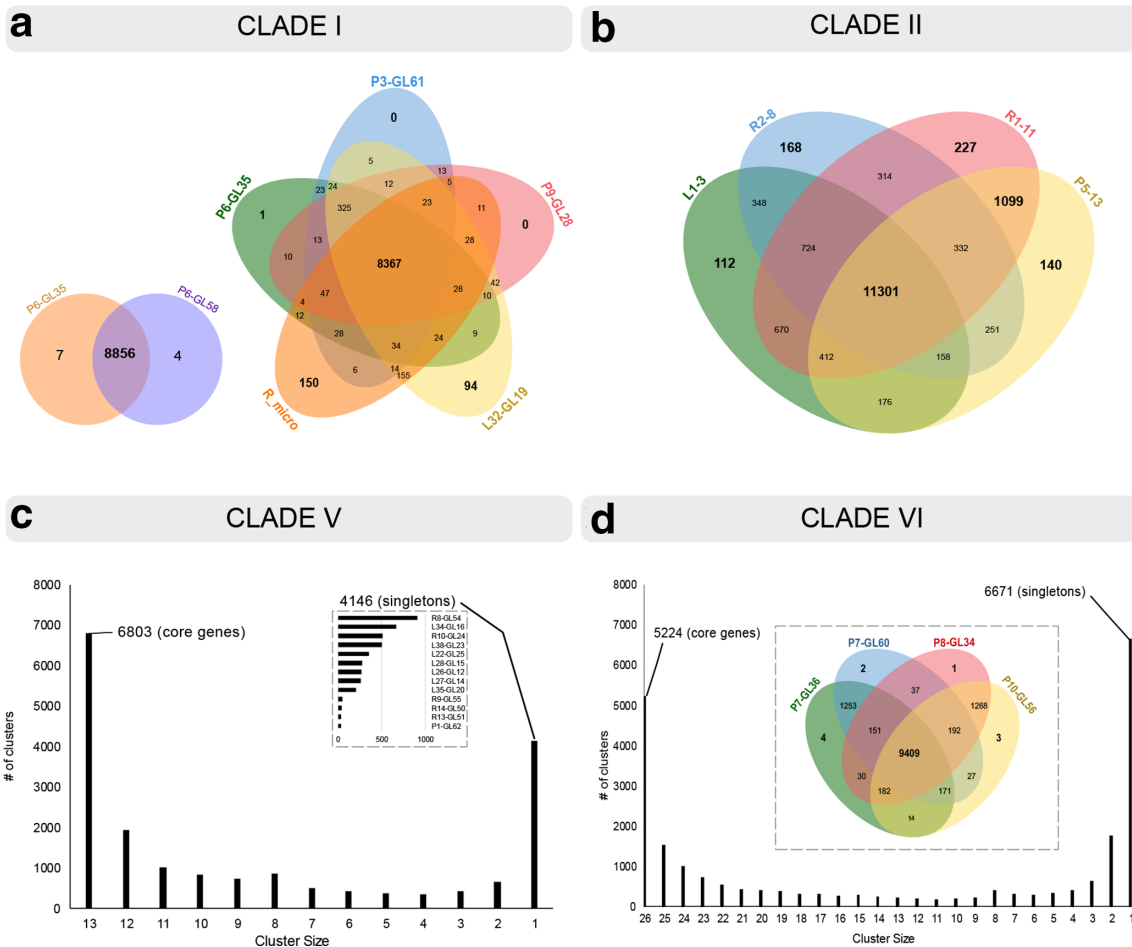 a
CLADE I
P3-GL61
P6-GL35
P9-GL28
R_micro
L32-GL19
0
5
13
5
23
24
12
1
325
23
11
0
13
28
10
8367
47
28
42
10
4
12
28
24
9
34
6
14
155
150
94
P6-GL35
P6-GL58
7
8856
4
b
CLADE II
R2-8
R1-11
L1-3
P5-13
168
227
314
348
1099
724
332
112
11301
140
670
251
412
158
176
c
CLADE V
8000
7000
6000
5000
4000
3000
2000
1000
0
# of clusters
6803 (core genes)
4146 (singletons)
R8-GL54
L34-GL16
R10-GL24
L38-GL23
L22-GL25
L28-GL15
L26-GL12
L27-GL14
L35-GL20
R9-GL55
R14-GL50
R13-GL51
P1-GL62
0 500 1000
13 12 11 10 9 8 7 6 5 4 3 2 1
Cluster Size
d
CLADE VI
8000
7000
6000
5000
4000
3000
2000
1000
0
# of clusters
5224 (core genes)
6671 (singletons)
P7-GL60
P8-GL34
P7-GL36
P10-GL56
2
1
37
1253
1268
151
192
4
9409
3
30
27
182
171
14
26 25 24 23 22 21 20 19 18 17 16 15 14 13 12 11 10 9 8 7 6 5 4 3 2 1
Cluster Size